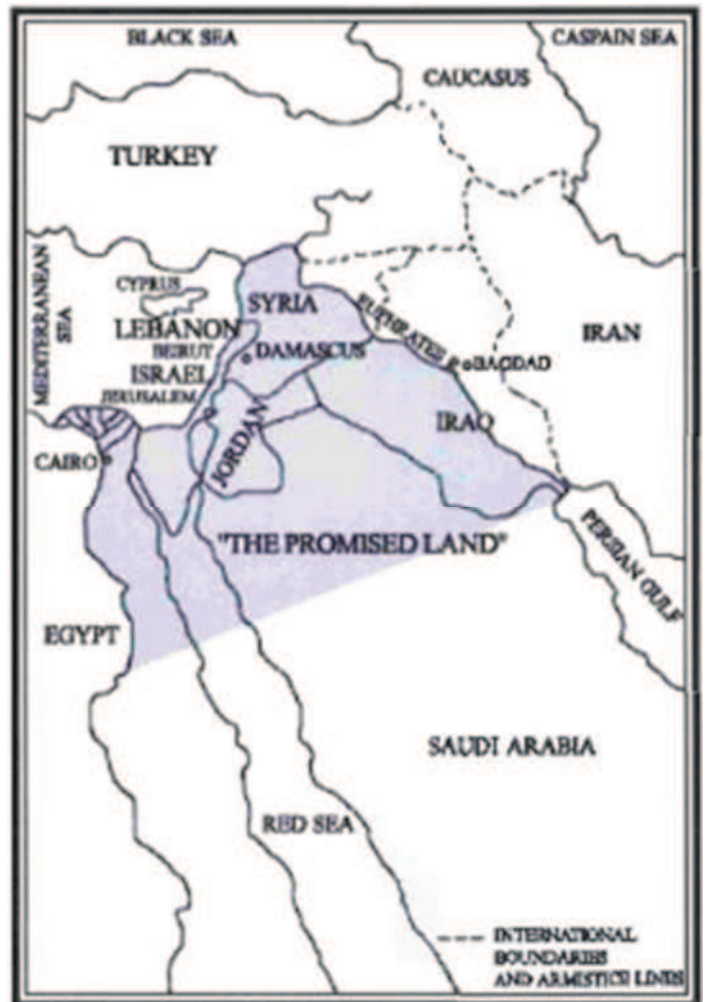 BLACK SEA
CASPAIN SEA
CAUCASUS
TURKEY
MEDITERRANEAN
SEA
CYPRUS
SYRIA
LEBANON
BEIRUT
DAMASCUS
ISRAEL
JERUSALEM
EUPHRATES
BAGDAD
IRAN
IRAQ
JORDAN
CAIRO
"THE PROMISED LAND"
PERSIAN GULF
EGYPT
SAUDI ARABIA
RED SEA
INTERNATIONAL
BOUNDARIES
AND ARMISTICE LINES